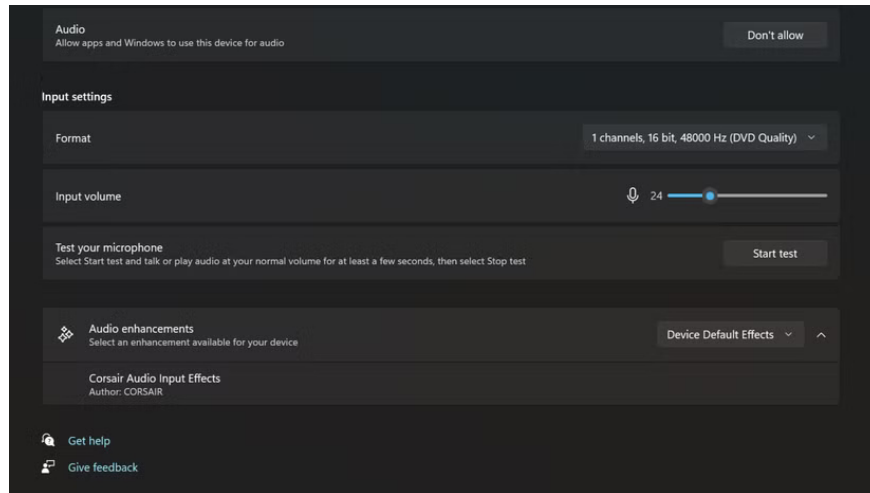 Audio
Allow apps and Windows to use this device for audio
Don't allow
Input settings
Format
1 channels, 16 bit, 48000 Hz (DVD Quality)
Input volume
24
Test your microphone
Select Start test and talk or play audio at your normal volume for at least a few seconds, then select Stop test
Start test
Audio enhancements
Select an enhancement available for your device
Device Default Effects
Corsair Audio Input Effects
Author: CORSAIR
Get help
Give feedback